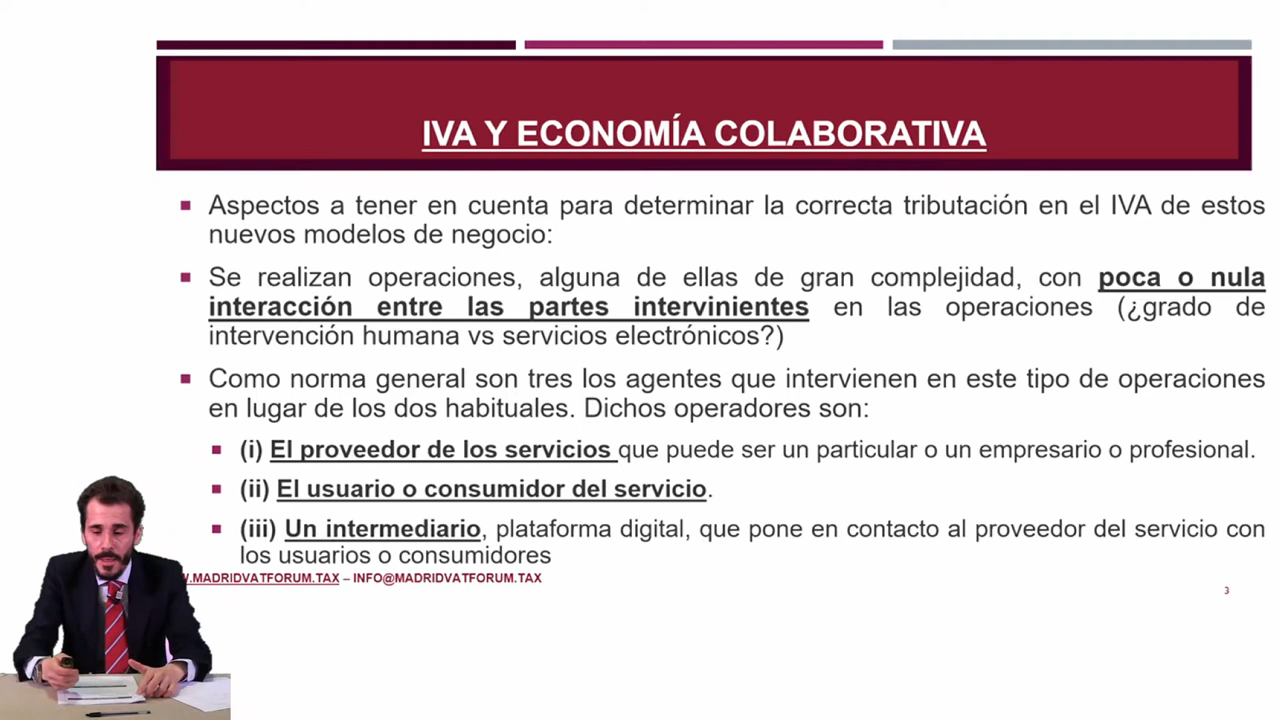 IVA Y ECONOMÍA COLABORATIVA
Aspectos a tener en cuenta para determinar la correcta tributación en el IVA de estos
nuevos modelos de negocio:
Se realizan operaciones, alguna de ellas de gran complejidad, con poca o nula
interacción entre las partes intervinientes en las operaciones (¿grado de
intervención humana vs servicios electrónicos?)
Como norma general son tres los agentes que intervienen en este tipo de operaciones
en lugar de los dos habituales. Dichos operadores son:
(i) El proveedor de los servicios que puede ser un particular o un empresario o profesional.
(ii) El usuario o consumidor del servicio.
(iii) Un intermediario, plataforma digital, que pone en contacto al proveedor del servicio con
los usuarios o consumidores
.MADRIDVATFORUM.TAX – INFO@MADRIDVATFORUM.TAX
3